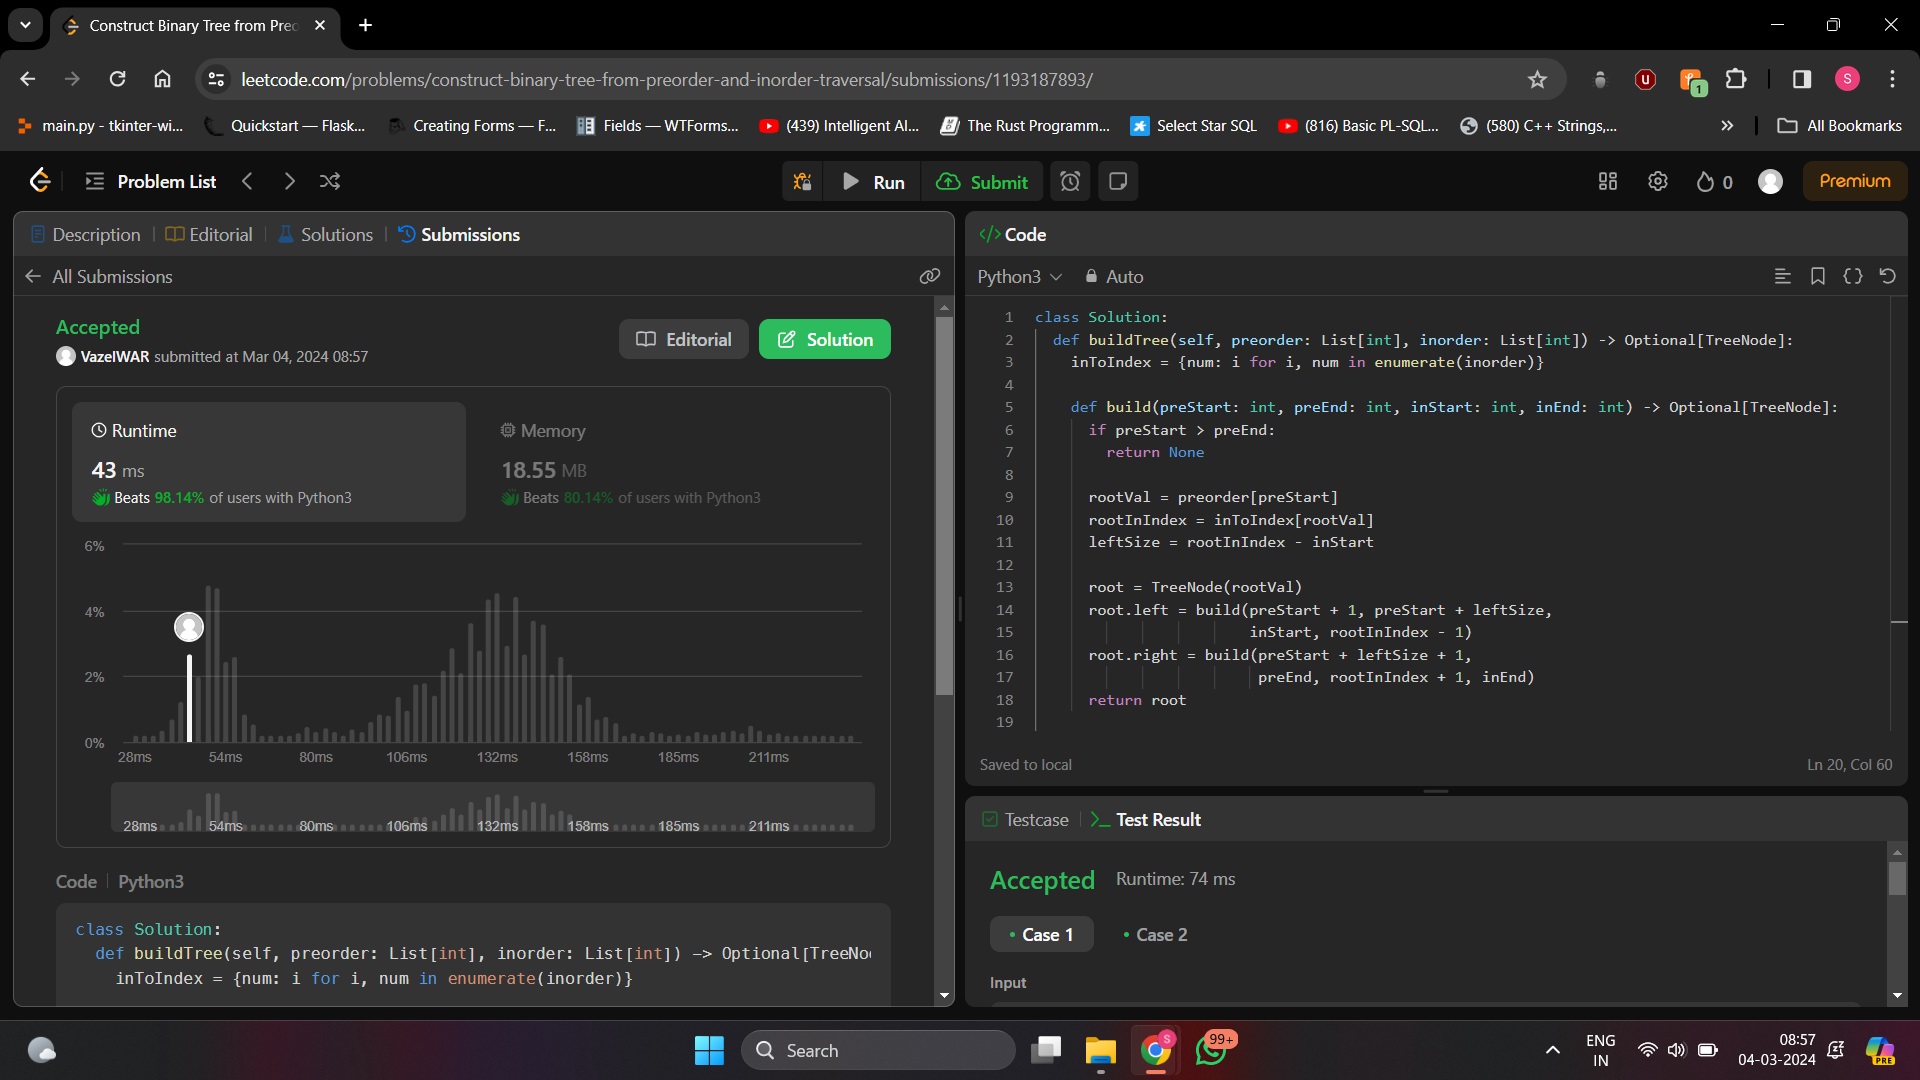 Construct Binary Tree from Preo
leetcode.com/problems/construct-binary-tree-from-preorder-and-inorder-traversal/submissions/1193187893/
1
S
main.py - tkinter-wi...
Quickstart — Flask...
Creating Forms — F...
Fields — WTForms...
(439) Intelligent AI...
The Rust Programm...
Select Star SQL
(816) Basic PL-SQL...
(580) C++ Strings,...
All Bookmarks
Problem List
Run
Submit
0
Premium
Description
Editorial
Solutions
Submissions
All Submissions
Accepted
VazelWAR submitted at Mar 04, 2024 08:57
Editorial
Solution
Runtime
43 ms
Beats 98.14% of users with Python3
Memory
18.55 MB
Beats 80.14% of users with Python3
6%
4%
2%
0%
28ms 54ms 80ms 106ms 132ms 158ms 185ms 211ms
28ms 54ms 80ms 106ms 132ms 158ms 185ms 211ms
Code Python3
class Solution:
def buildTree(self, preorder: List[int], inorder: List[int]) -> Optional[TreeNo
inToIndex = {num: i for i, num in enumerate(inorder)}
</> Code
Python3
Auto
1 class Solution:
2 def buildTree(self, preorder: List[int], inorder: List[int]) -> Optional[TreeNode]:
3 inToIndex = {num: i for i, num in enumerate(inorder)}
4
5 def build(preStart: int, preEnd: int, inStart: int, inEnd: int) -> Optional[TreeNode]:
6 if preStart > preEnd:
7 return None
8
9 rootVal = preorder[preStart]
10 rootInIndex = inToIndex[rootVal]
11 leftSize = rootInIndex - inStart
12
13 root = TreeNode(rootVal)
14 root.left = build(preStart + 1, preStart + leftSize,
15 inStart, rootInIndex - 1)
16 root.right = build(preStart + leftSize + 1,
17 preEnd, rootInIndex + 1, inEnd)
18 return root
19
Saved to local
Ln 20, Col 60
Testcase
Test Result
Accepted Runtime: 74 ms
Case 1
Case 2
Input
Search
S
99+
ENG
IN
08:57
04-03-2024
PRE